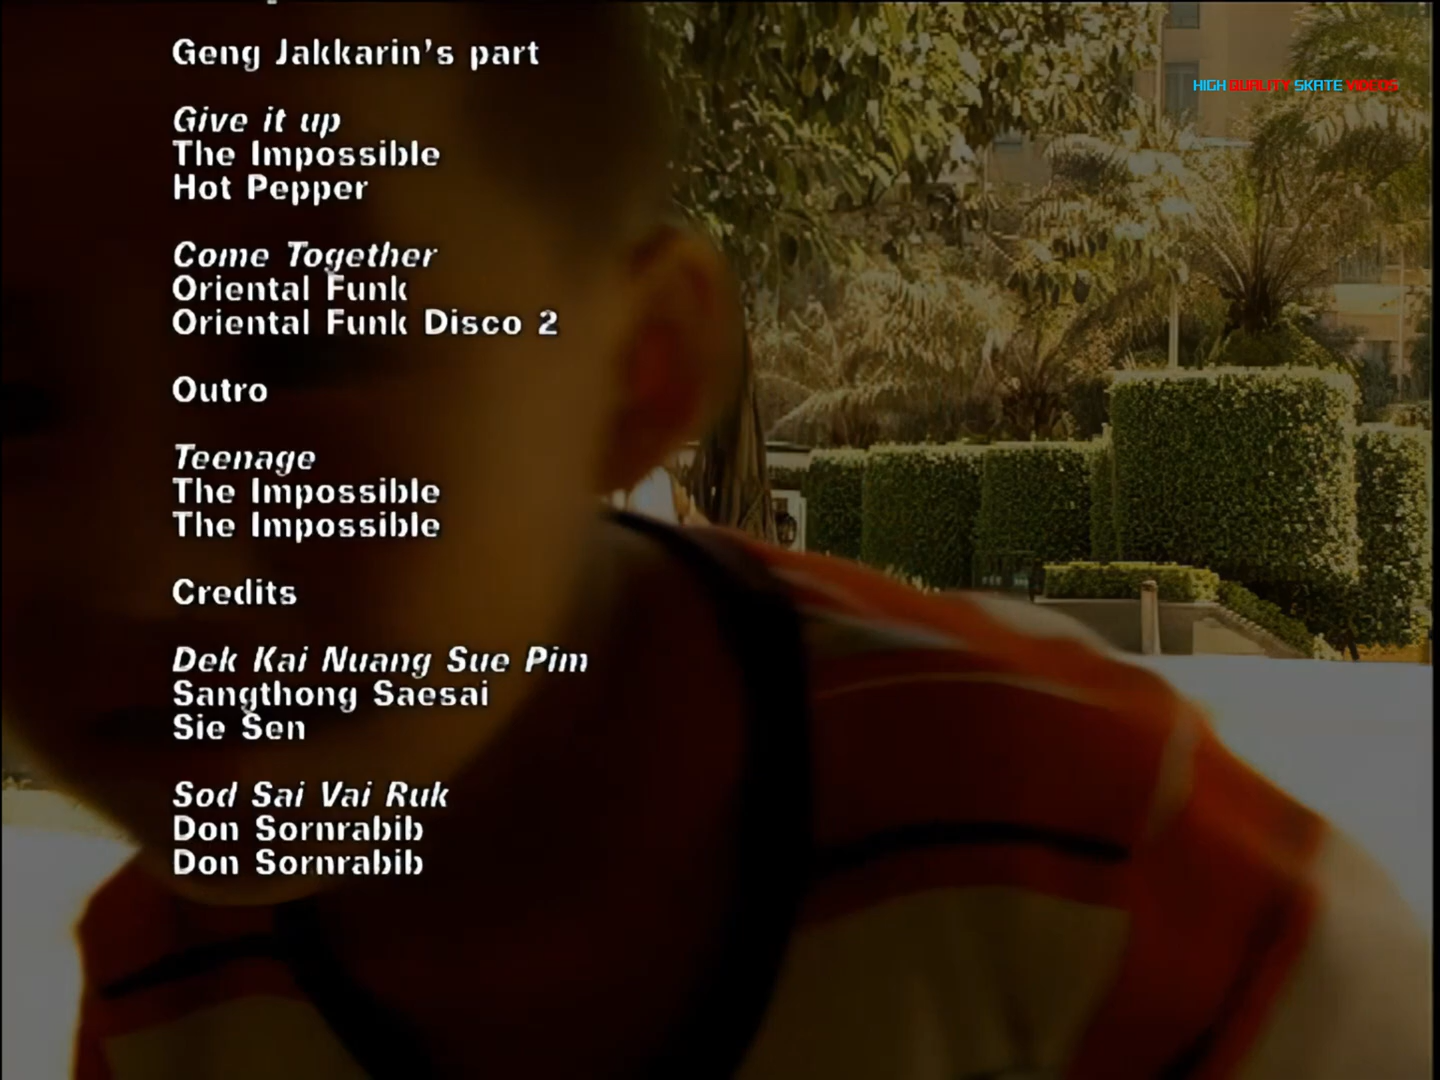 Geng Jakkarin's part
Give it up
The Impossible
Hot Pepper
Come Together
Oriental Funk
Oriental Funk Disco 2
Outro
Teenage
The Impossible
The Impossible
Credits
Dek Kai Nuang Sue Pim
Sangthong Saesai
Sie Sen
Sod Sai Vai Ruk
Don Sornrabib
Don Sornrabib
HIGH QUALITY SKATE VIDEOS